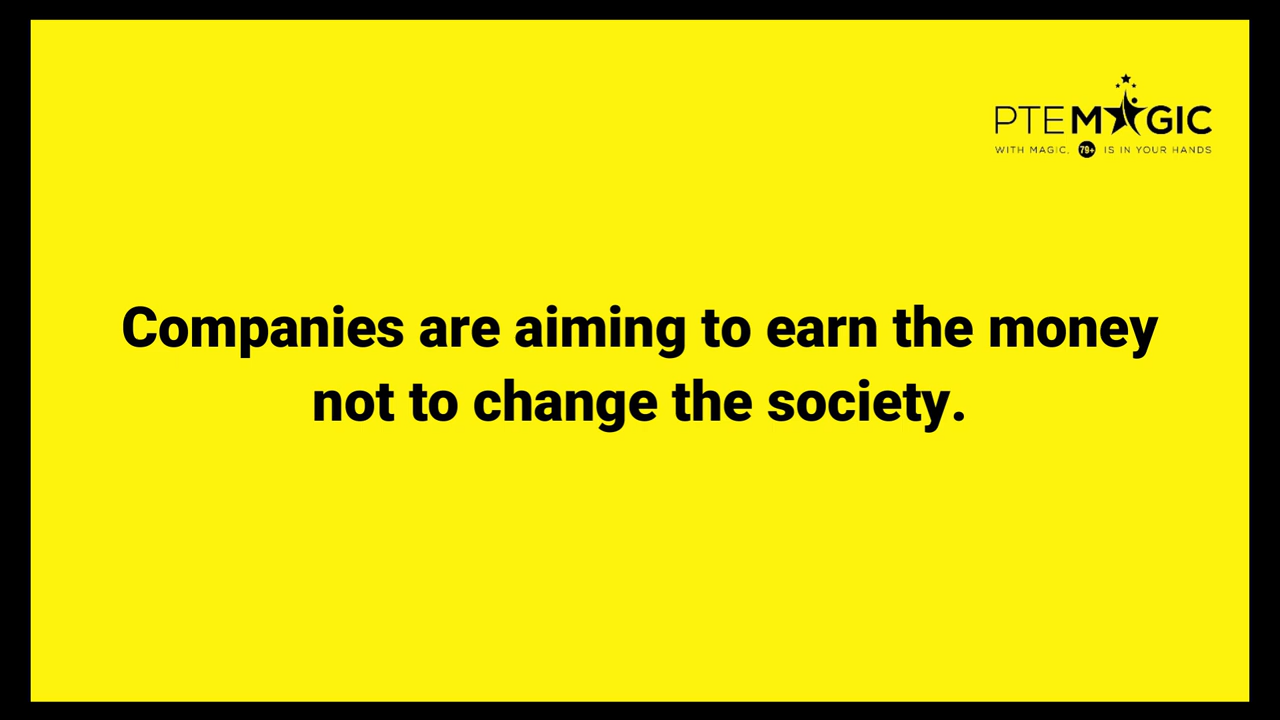 PTEMAGIC
WITH MAGIC, 79+ IS IN YOUR HANDS
Companies are aiming to earn the money
not to change the society.